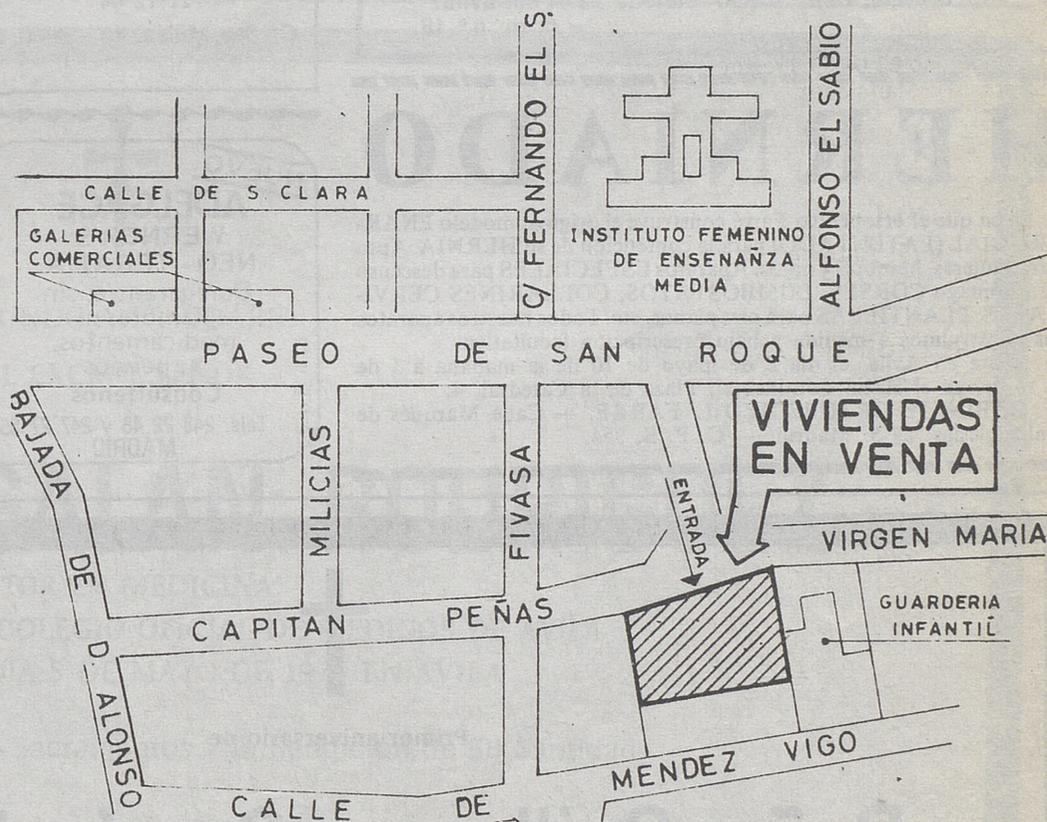 C/ FERNANDO EL S.
ALFONSO EL SABIO
CALLE DE S. CLARA
GALERIAS
COMERCIALES
INSTITUTO FEMENINO
DE ENSENAÑZA
MEDIA
PASEO DE SAN ROQUE
BAJADA DE D. ALONSO
MILICIAS
FIVASA
VIVIENDAS
EN VENTA
ENTRADA
VIRGEN MARIA
CAPITAN PEÑAS
GUARDERIA
INFANTIL
CALLE DE MENDEZ VIGO